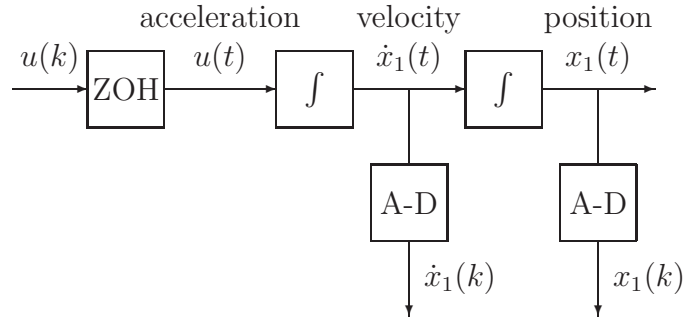 acceleration velocity position
u(k) u(t) ẋ₁(t) x₁(t)
ZOH ∫ ∫
A-D A-D
ẋ₁(k) x₁(k)